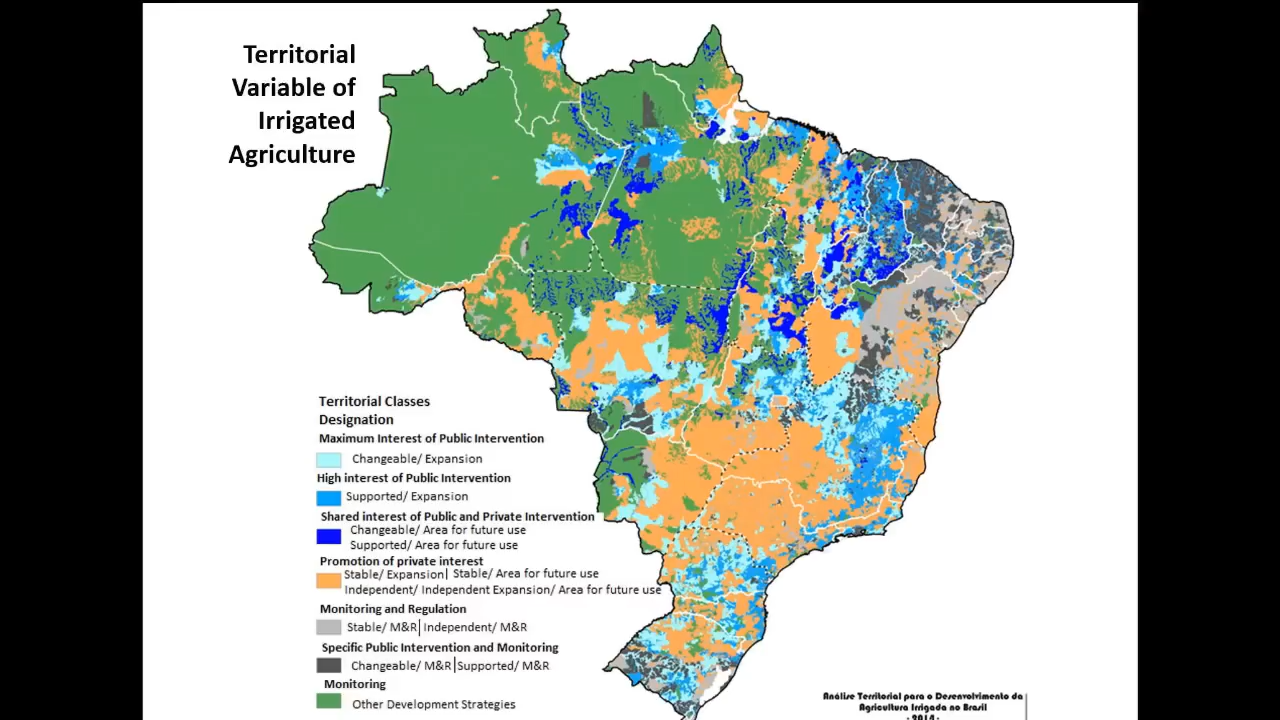 Territorial
Variable of
Irrigated
Agriculture
Territorial Classes
Designation
Maximum Interest of Public Intervention
Changeable/ Expansion
High interest of Public Intervention
Supported/ Expansion
Shared interest of Public and Private Intervention
Changeable/ Area for future use
Supported/ Area for future use
Promotion of private interest
Stable/ Expansion| Stable/ Area for future use
Independent/ Independent Expansion/ Area for future use
Monitoring and Regulation
Stable/ M&R| Independent/ M&R
Specific Public Intervention and Monitoring
Changeable/ M&R|Supported/ M&R
Monitoring
Other Development Strategies
Análise Territorial para o Desenvolvimento da
Agricultura Irrigada no Brasil
- 2014 -